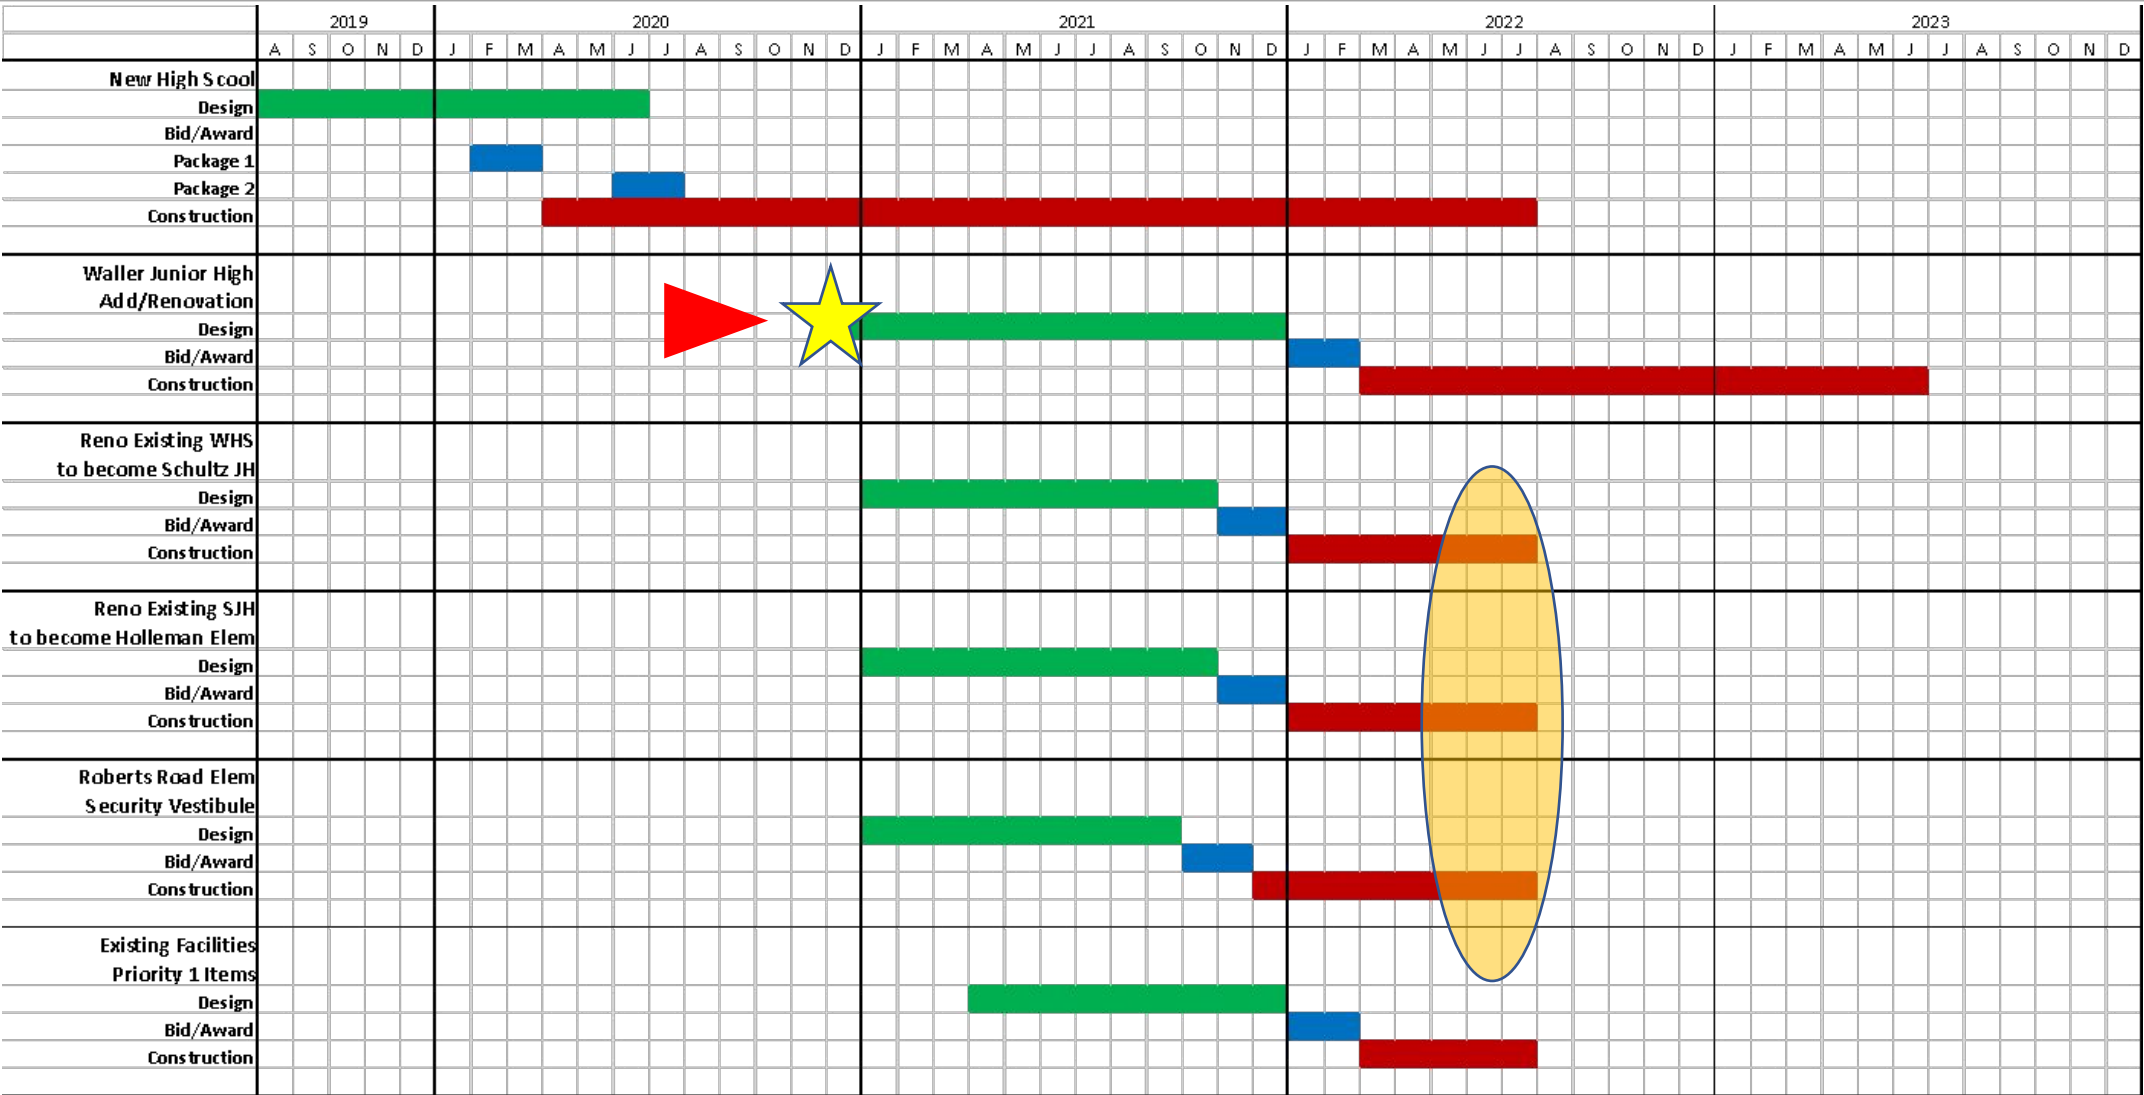 2019 2020 2021 2022 2023
A S O N D J F M A M J J A S O N D J F M A M J J A S O N D J F M A M J J A S O N D J F M A M J J A S O N D
New High Scool
Design
Bid/Award
Package 1
Package 2
Construction
Waller Junior High
Add/Renovation
Design
Bid/Award
Construction
Reno Existing WHS
to become Schultz JH
Design
Bid/Award
Construction
Reno Existing SJH
to become Holleman Elem
Design
Bid/Award
Construction
Roberts Road Elem
Security Vestibule
Design
Bid/Award
Construction
Existing Facilities
Priority 1 Items
Design
Bid/Award
Construction